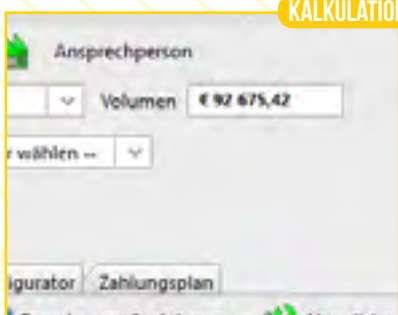 KALKULATION
Ansprechperson
Volumen € 92 675,42
r wählen --
igurator Zahlungsplan